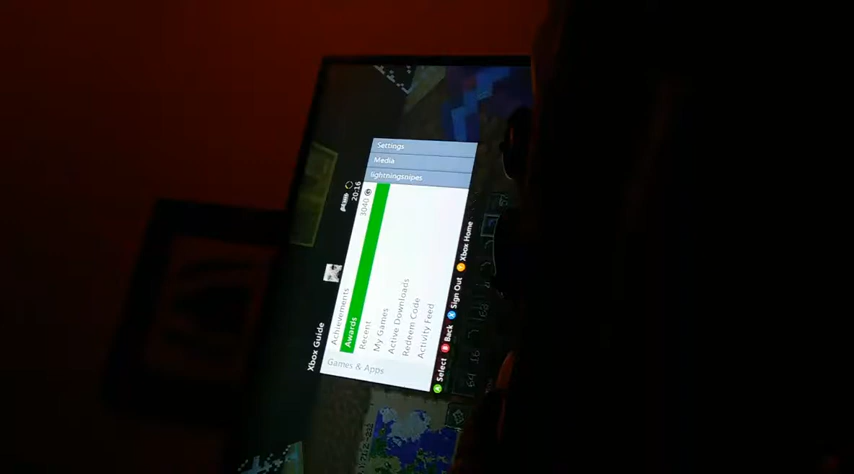 Xbox Guide
20:16
Games & Apps
Achievements
3040 G
Awards
Recent
My Games
Active Downloads
Redeem Code
Activity Feed
lightningsnipes
Media
Settings
A Select B Back X Sign Out Y Xbox Home